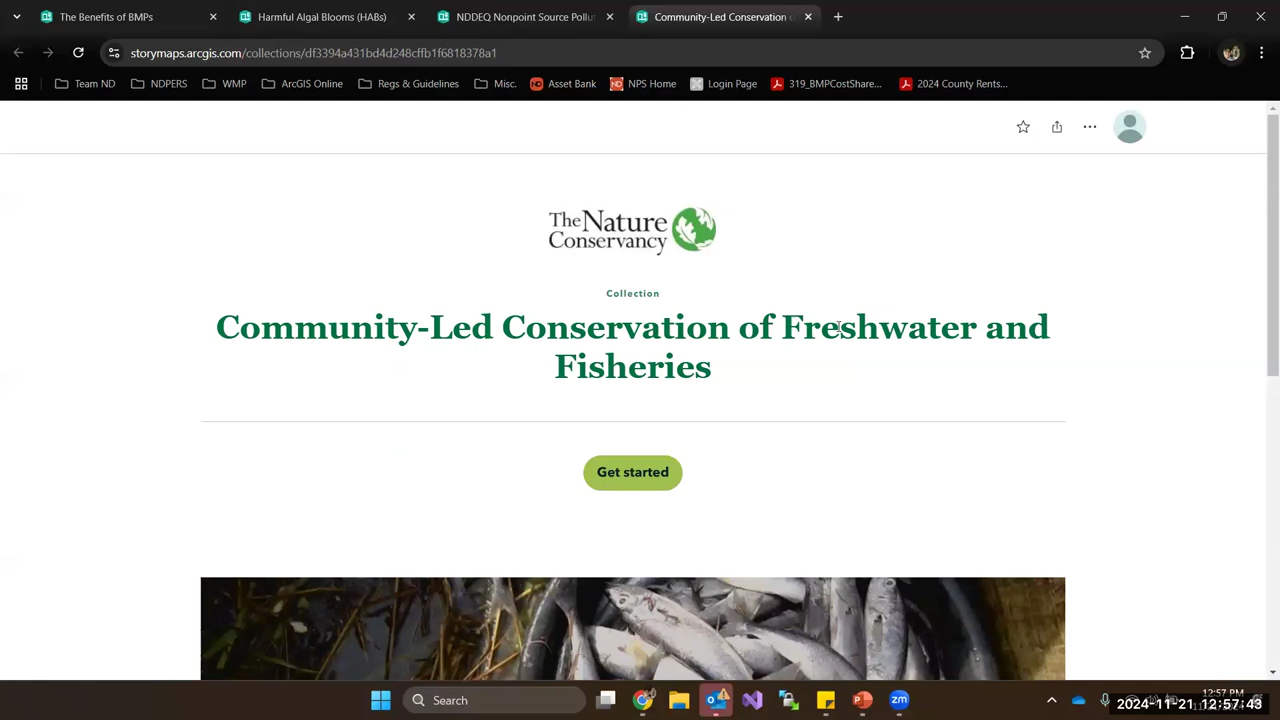 The Benefits of BMPs
Harmful Algal Blooms (HABs)
NDDEQ Nonpoint Source Pollu
Community-Led Conservation o
storymaps.arcgis.com/collections/df3394a431bd4d248cffb1f6818378a1
Team ND
NDPERS
WMP
ArcGIS Online
Regs & Guidelines
Misc.
Asset Bank
NPS Home
Login Page
319_BMPCostShare...
2024 County Rents...
The Nature
Conservancy
Collection
Community-Led Conservation of Freshwater and
Fisheries
Get started
Search
12:57 PM
2024-11-21 12:57:43